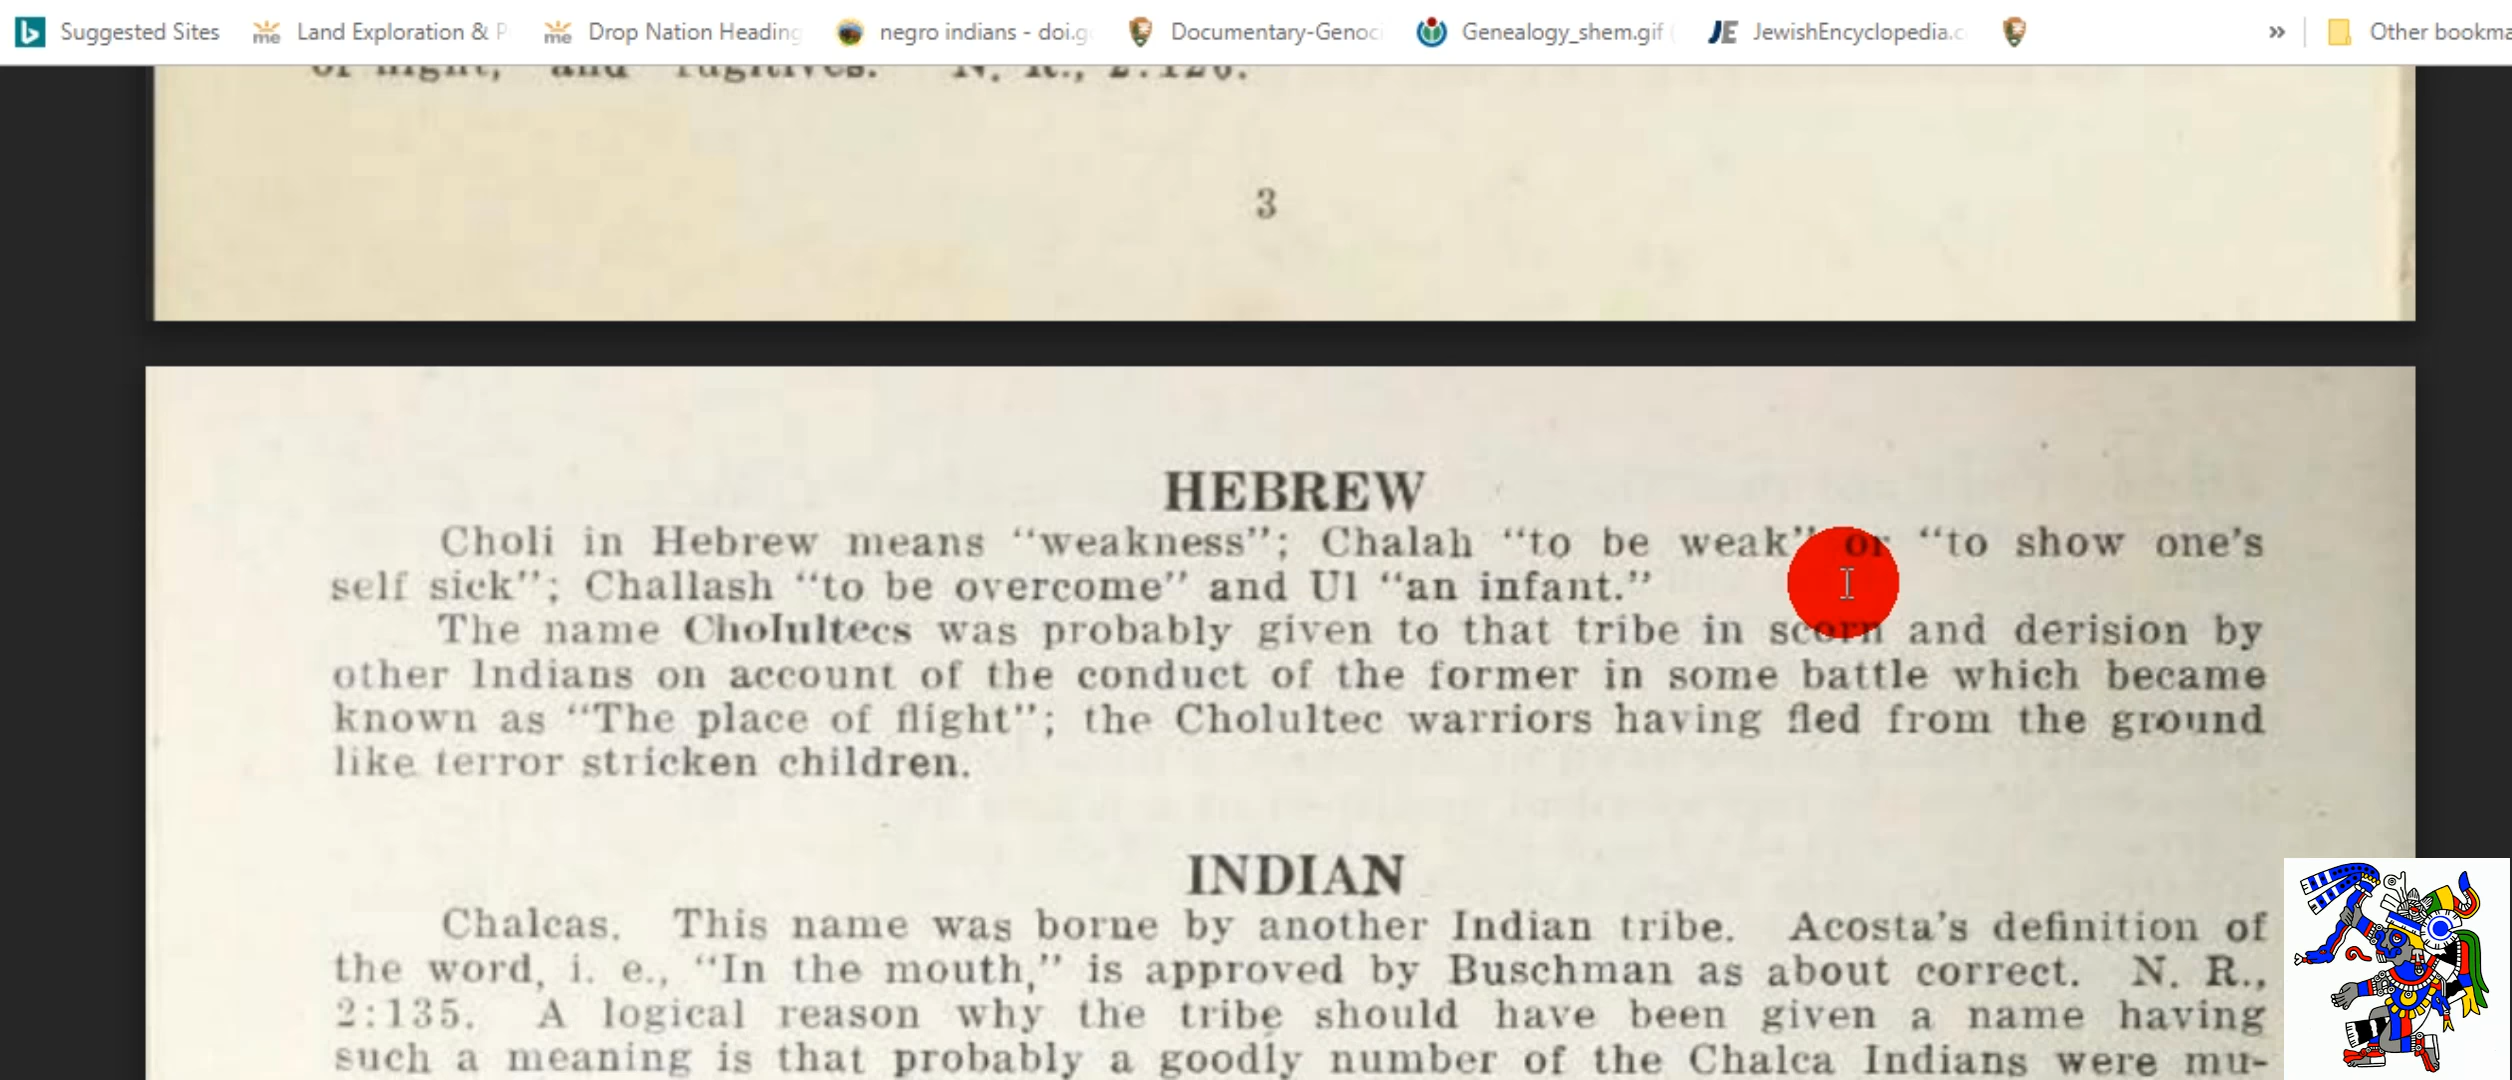 Suggested Sites Land Exploration & P Drop Nation Heading negro indians - doi.g Documentary-Genoc Genealogy_shem.gif JewishEncyclopedia.c » Other bookma
of night, and fugitives. N. R., 2:126.
3
HEBREW
Choli in Hebrew means “weakness”; Chalah “to be weak” or “to show one’s
self sick”; Challash “to be overcome” and Ul “an infant.”
The name Cholultecs was probably given to that tribe in scorn and derision by
other Indians on account of the conduct of the former in some battle which became
known as “The place of flight”; the Cholultec warriors having fled from the ground
like terror stricken children.
INDIAN
Chalcas. This name was borne by another Indian tribe. Acosta’s definition of
the word, i. e., “In the mouth,” is approved by Buschman as about correct. N. R.,
2:135. A logical reason why the tribe should have been given a name having
such a meaning is that probably a goodly number of the Chalca Indians were mu-